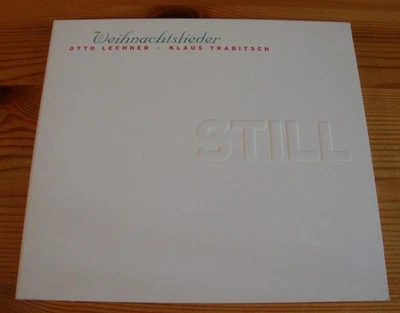 Weihnachtslieder
OTTO LECHNER - KLAUS TRABITSCH
STILL